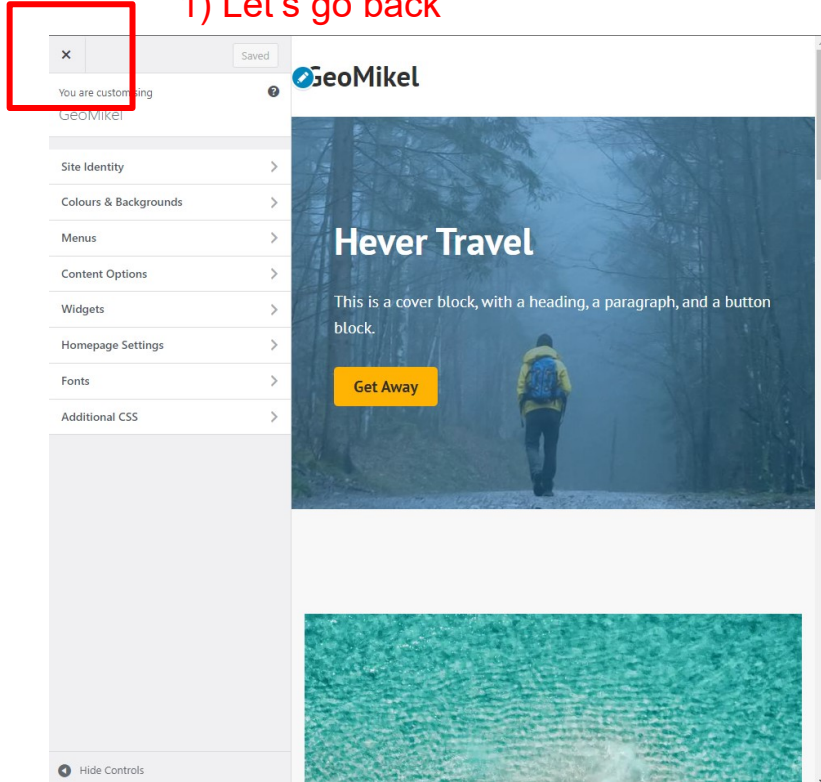 1) Let's go back
Saved
You are customising
GeoMikel
Site Identity
Colours & Backgrounds
Menus
Content Options
Widgets
Homepage Settings
Fonts
Additional CSS
Hide Controls
GeoMikel
Hever Travel
This is a cover block, with a heading, a paragraph, and a button
block.
Get Away